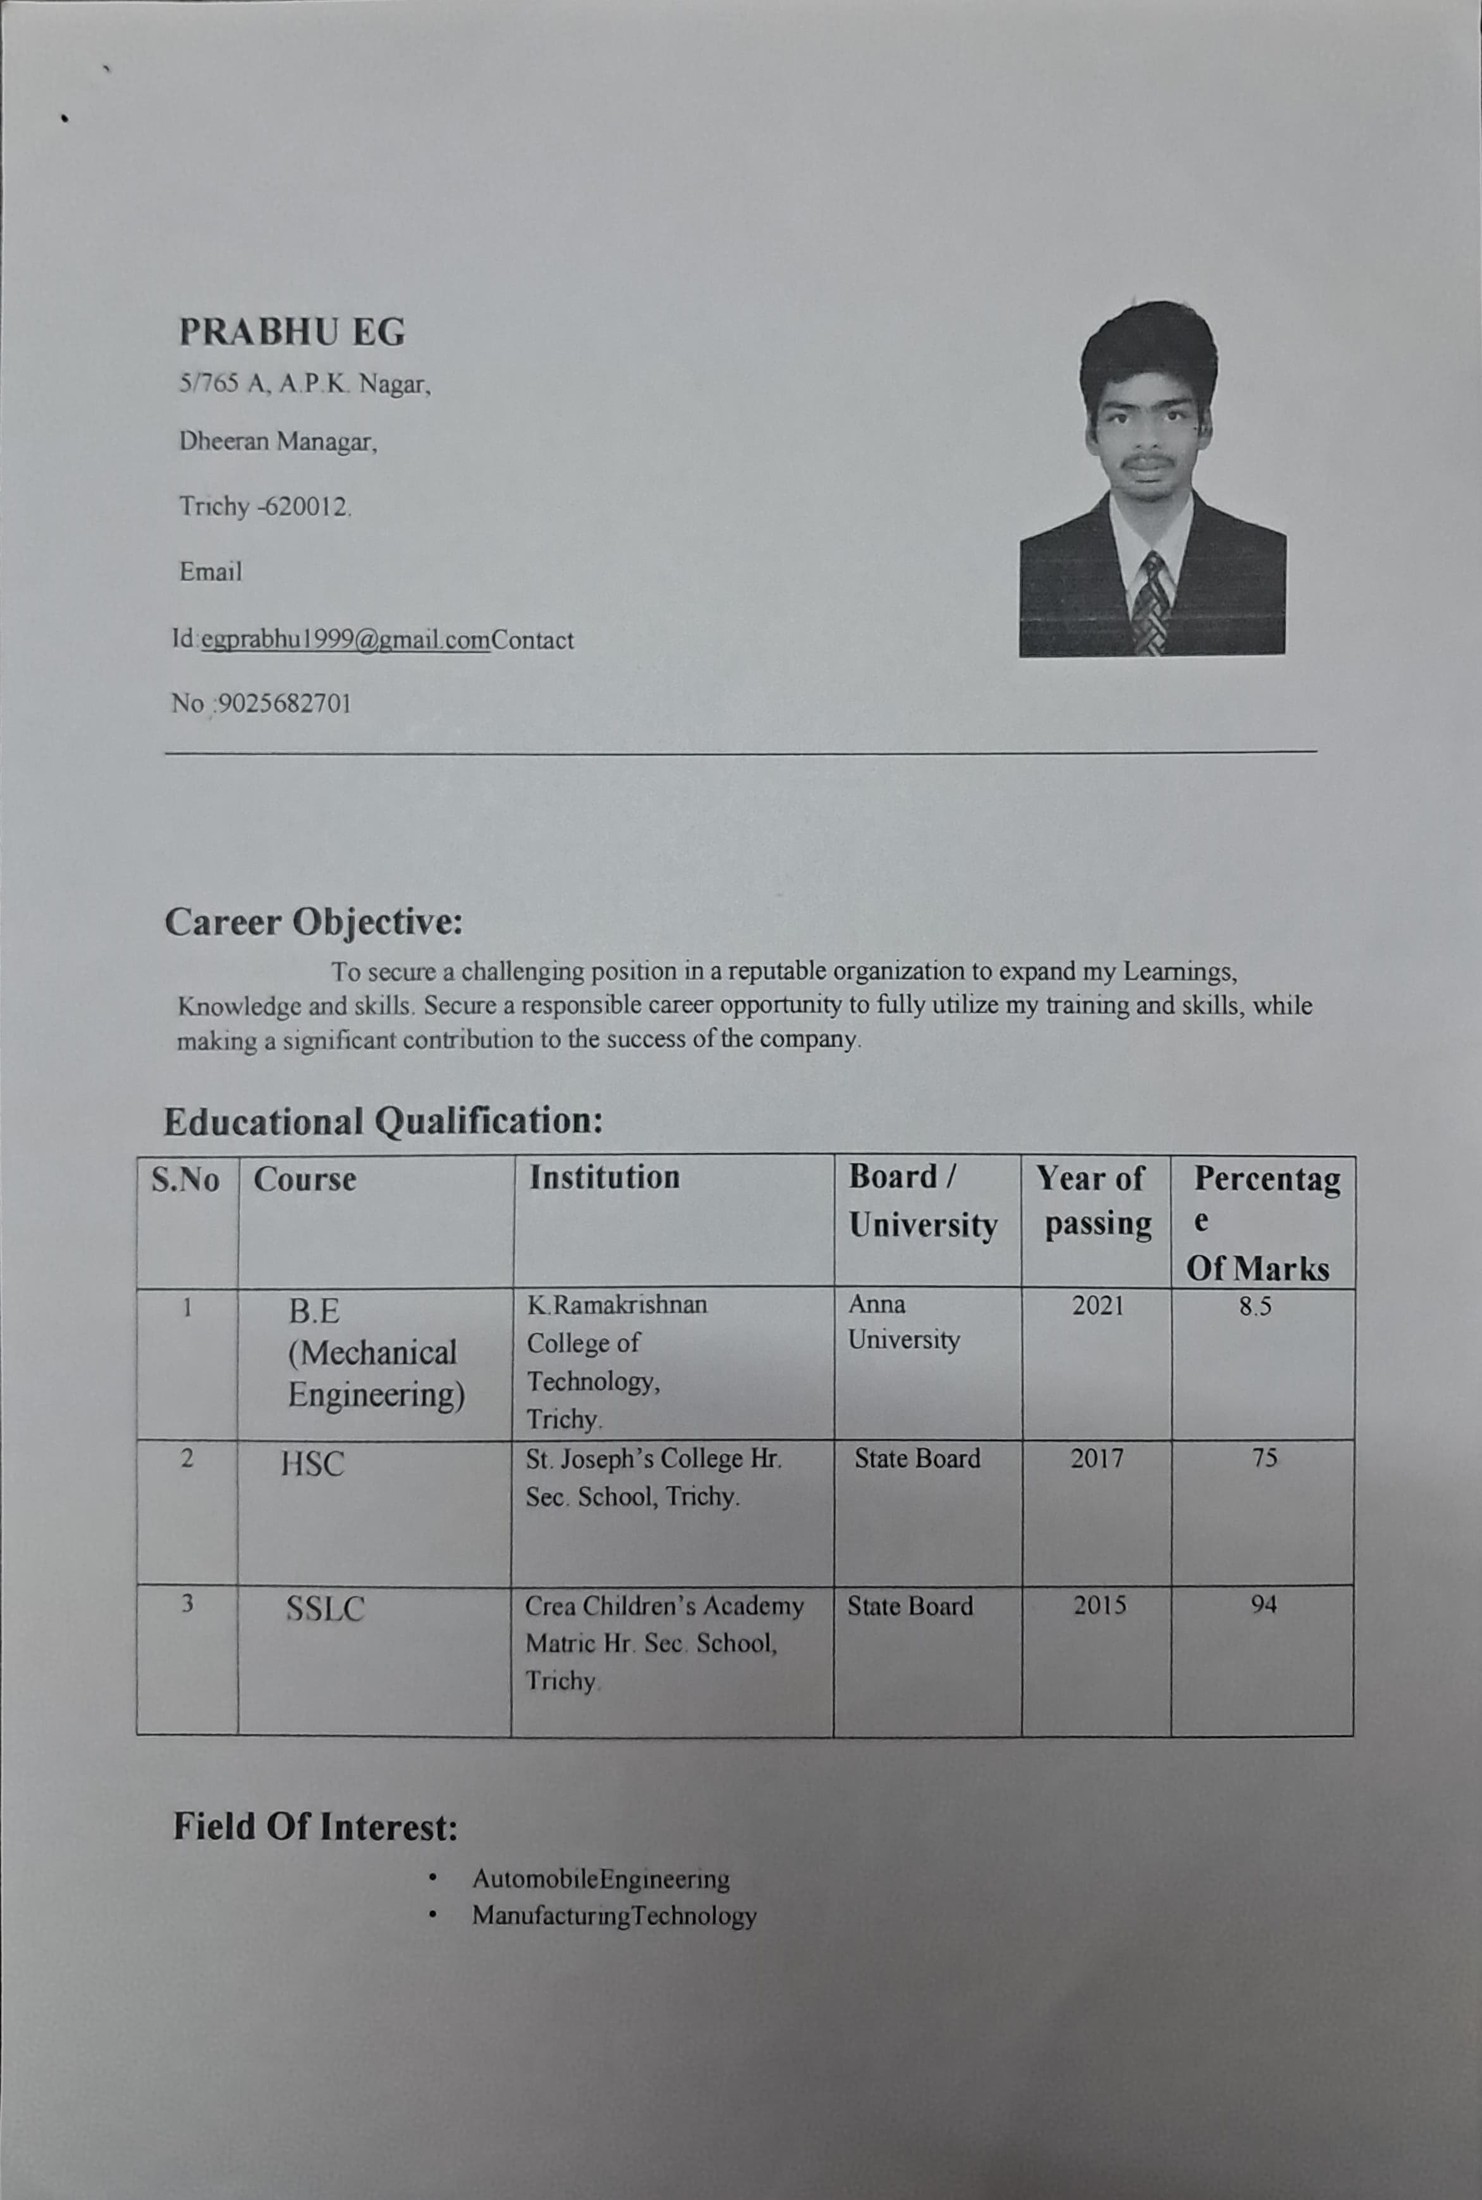 PRABHU EG
5/765 A, A.P.K. Nagar,
Dheeran Managar,
Trichy -620012.
Email
Id:egprabhu1999@gmail.comContact
No :9025682701
Career Objective:
To secure a challenging position in a reputable organization to expand my Learnings,
Knowledge and skills. Secure a responsible career opportunity to fully utilize my training and skills, while
making a significant contribution to the success of the company.
Educational Qualification:
S.No Course Institution Board / University Year of passing Percentag e Of Marks
1 B.E (Mechanical Engineering) K.Ramakrishnan College of Technology, Trichy. Anna University 2021 8.5
2 HSC St. Joseph's College Hr. Sec. School, Trichy. State Board 2017 75
3 SSLC Crea Children's Academy Matric Hr. Sec. School, Trichy. State Board 2015 94
Field Of Interest:
• AutomobileEngineering
• ManufacturingTechnology